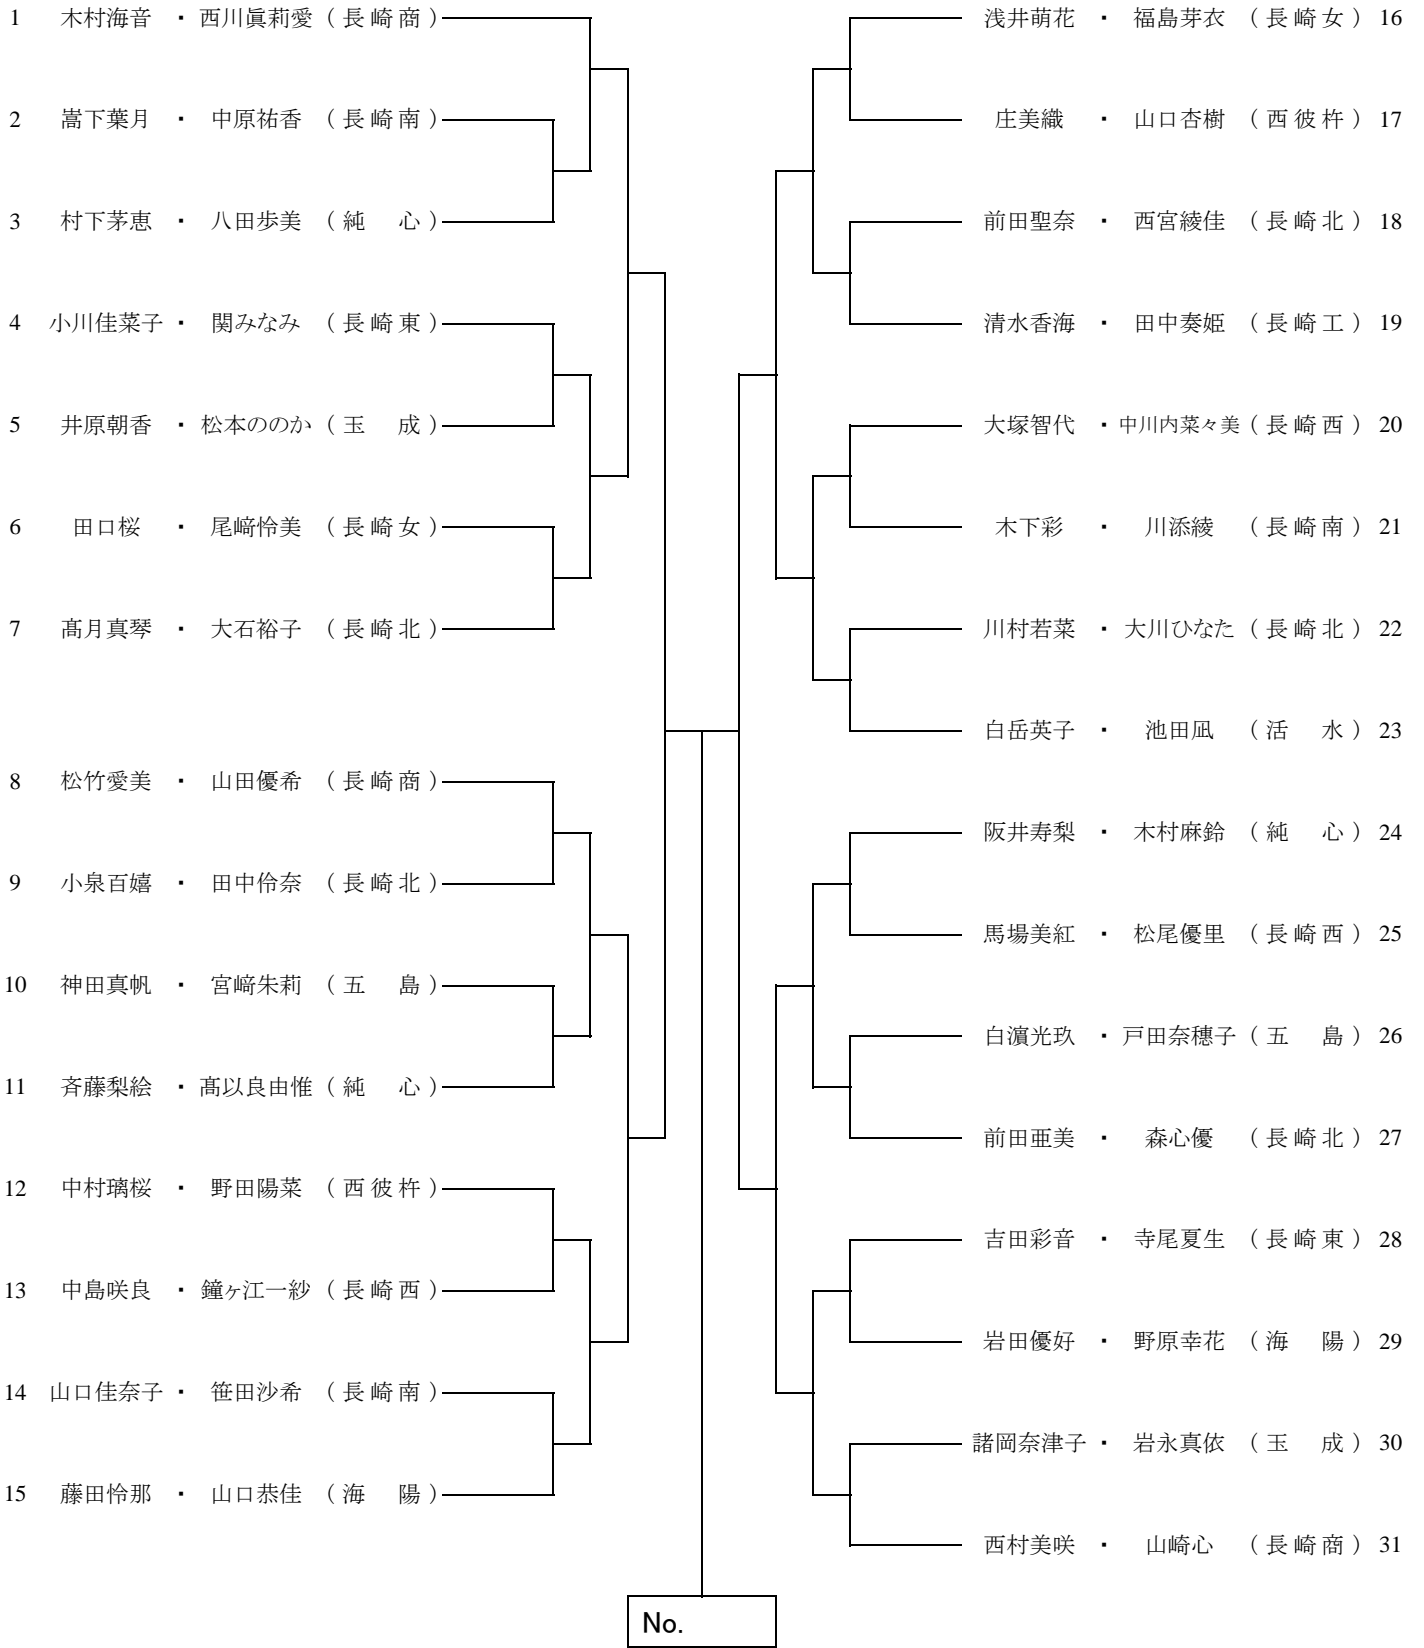 1 木村海音 ・ 西川眞莉愛 （長崎商）
2 嵩下葉月 ・ 中原祐香 （長崎南）
3 村下茅恵 ・ 八田歩美 （純　心）
4 小川佳菜子 ・ 関みなみ （長崎東）
5 井原朝香 ・ 松本ののか （玉　成）
6 田口桜 ・ 尾﨑怜美 （長崎女）
7 髙月真琴 ・ 大石裕子 （長崎北）
8 松竹愛美 ・ 山田優希 （長崎商）
9 小泉百嬉 ・ 田中伶奈 （長崎北）
10 神田真帆 ・ 宮﨑朱莉 （五　島）
11 斉藤梨絵 ・ 髙以良由惟 （純　心）
12 中村璃桜 ・ 野田陽菜 （西彼杵）
13 中島咲良 ・ 鐘ヶ江一紗 （長崎西）
14 山口佳奈子 ・ 笹田沙希 （長崎南）
15 藤田怜那 ・ 山口恭佳 （海　陽）
浅井萌花 ・ 福島芽衣 （長崎女） 16
庄美織 ・ 山口杏樹 （西彼杵） 17
前田聖奈 ・ 西宮綾佳 （長崎北） 18
清水香海 ・ 田中奏姫 （長崎工） 19
大塚智代 ・ 中川内菜々美 （長崎西） 20
木下彩 ・ 川添綾 （長崎南） 21
川村若菜 ・ 大川ひなた （長崎北） 22
白岳英子 ・ 池田凪 （活　水） 23
阪井寿梨 ・ 木村麻鈴 （純　心） 24
馬場美紅 ・ 松尾優里 （長崎西） 25
白濵光玖 ・ 戸田奈穂子 （五　島） 26
前田亜美 ・ 森心優 （長崎北） 27
吉田彩音 ・ 寺尾夏生 （長崎東） 28
岩田優好 ・ 野原幸花 （海　陽） 29
諸岡奈津子 ・ 岩永真依 （玉　成） 30
西村美咲 ・ 山崎心 （長崎商） 31
No.